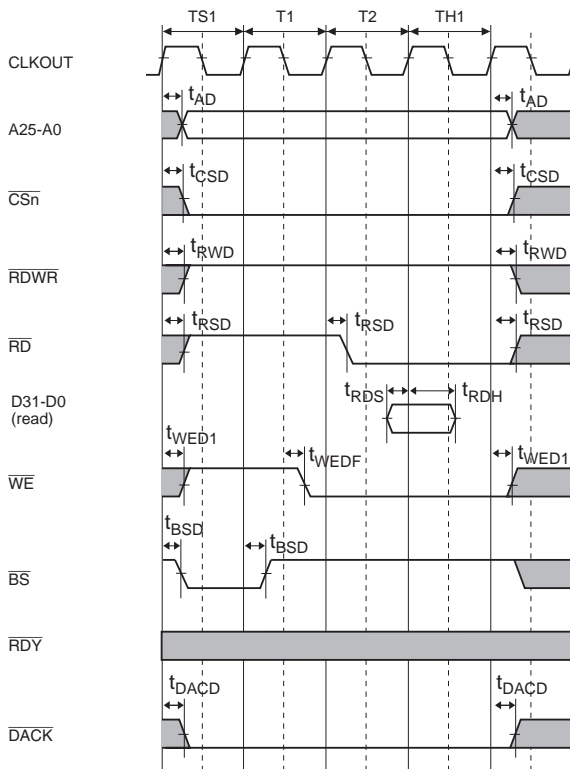 TS1 T1 T2 TH1
CLKOUT
tAD tAD
A25-A0
tCSD tCSD
CSn
tRWD tRWD
RDWR
tRSD tRSD tRSD
RD
tRDS tRDH
D31-D0
(read)
tWED1 tWEDF tWED1
WE
tBSD tBSD
BS
RDY
tDACD tDACD
DACK